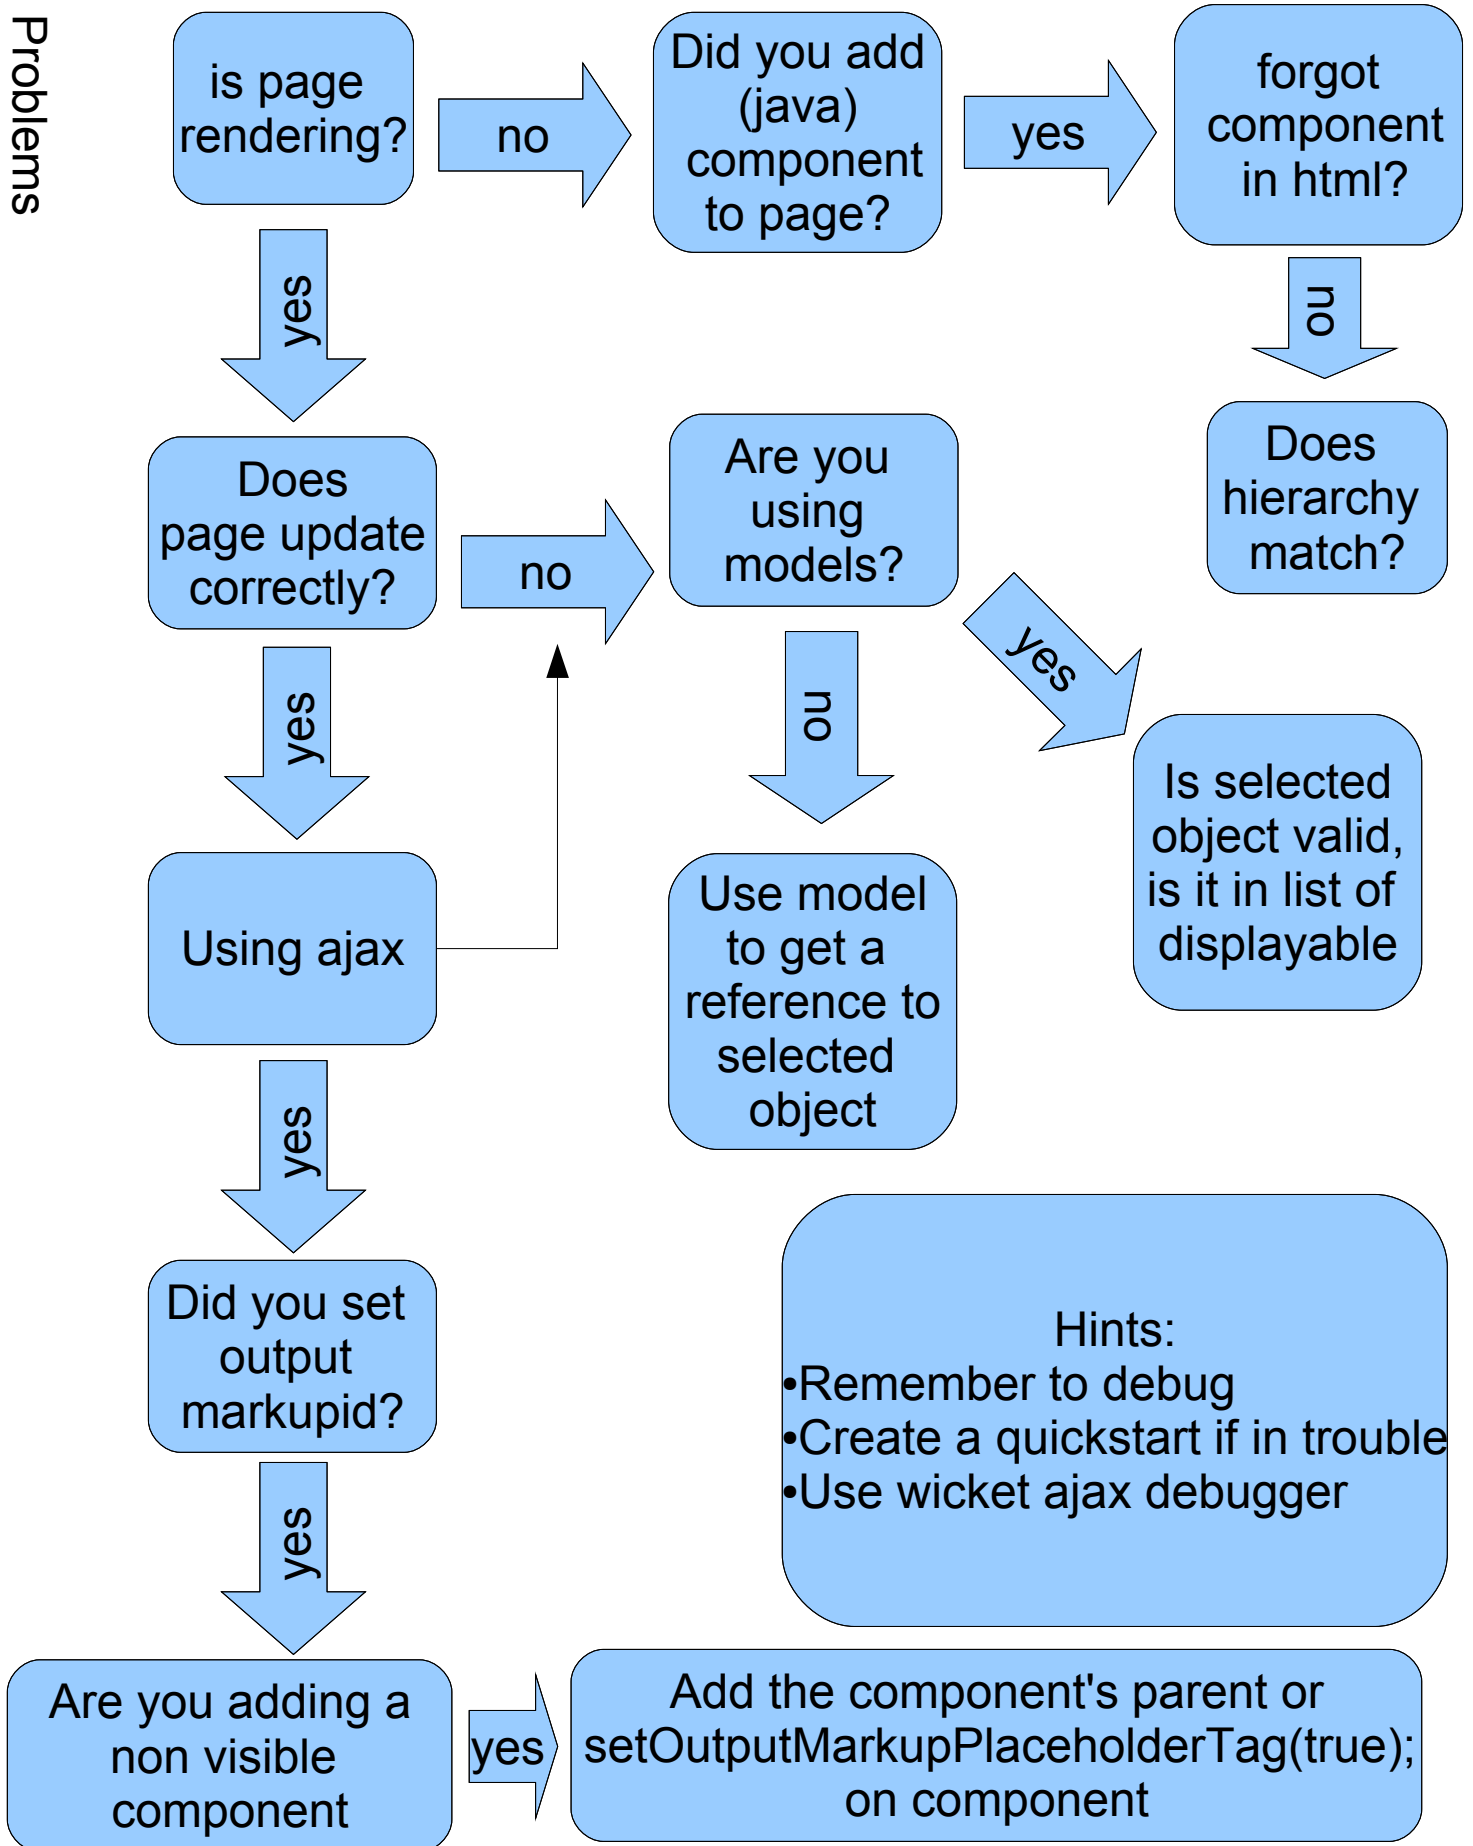 Problems
is page
rendering?
no
Did you add
(java)
component
to page?
yes
forgot
component
in html?
yes
no
Does
page update
correctly?
no
Are you
using
models?
Does
hierarchy
match?
yes
no
yes
Is selected
object valid,
is it in list of
displayable
Using ajax
Use model
to get a
reference to
selected
object
yes
Did you set
output
markupid?
Hints:
•Remember to debug
•Create a quickstart if in trouble
•Use wicket ajax debugger
yes
Are you adding a
non visible
component
yes
Add the component's parent or
setOutputMarkupPlaceholderTag(true);
on component